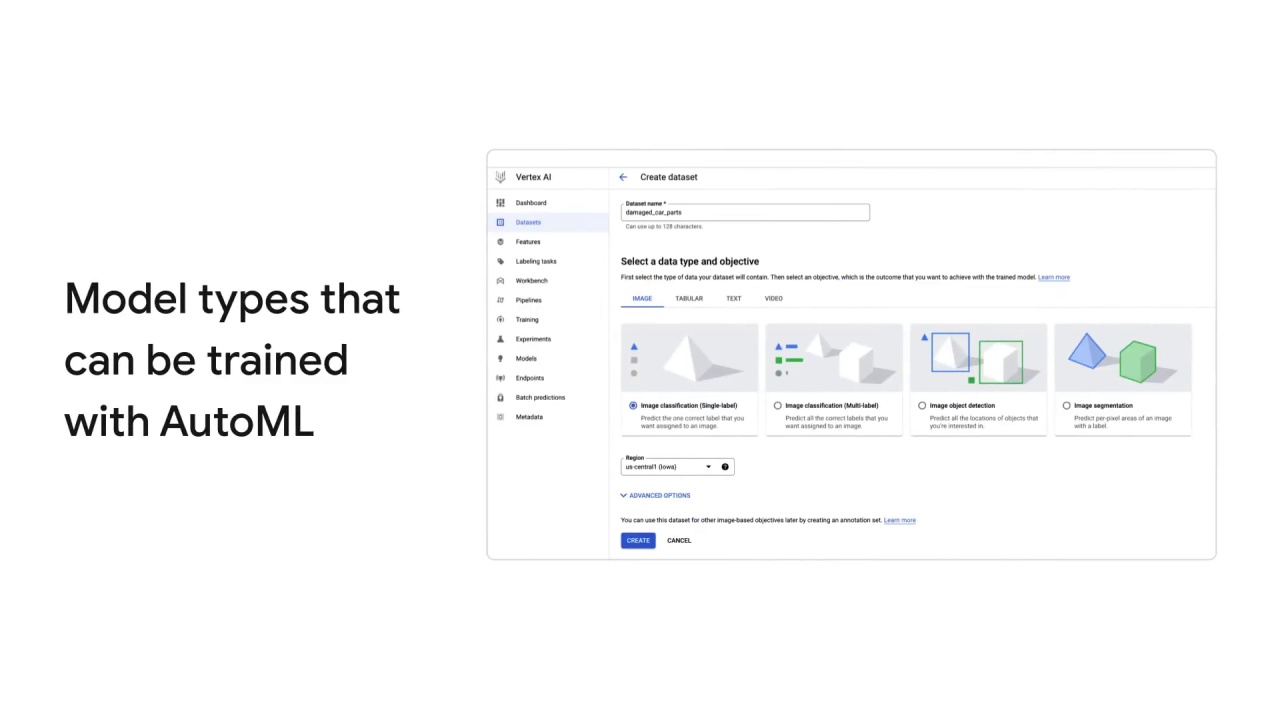 Model types that
can be trained
with AutoML
Vertex AI
Dashboard
Datasets
Features
Labeling tasks
Workbench
Pipelines
Training
Experiments
Models
Endpoints
Batch predictions
Metadata
Create dataset
Dataset name *
damaged_car_parts
Can use up to 128 characters.
Select a data type and objective
First select the type of data your dataset will contain. Then select an objective, which is the outcome that you want to achieve with the trained model. Learn more
IMAGE TABULAR TEXT VIDEO
Image classification (Single-label)
Predict the one correct label that you
want assigned to an image.
Image classification (Multi-label)
Predict all the correct labels that you
want assigned to an image.
Image object detection
Predict all the locations of objects that
you're interested in.
Image segmentation
Predict per-pixel areas of an image
with a label.
Region
us-central1 (Iowa)
ADVANCED OPTIONS
You can use this dataset for other image-based objectives later by creating an annotation set. Learn more
CREATE CANCEL